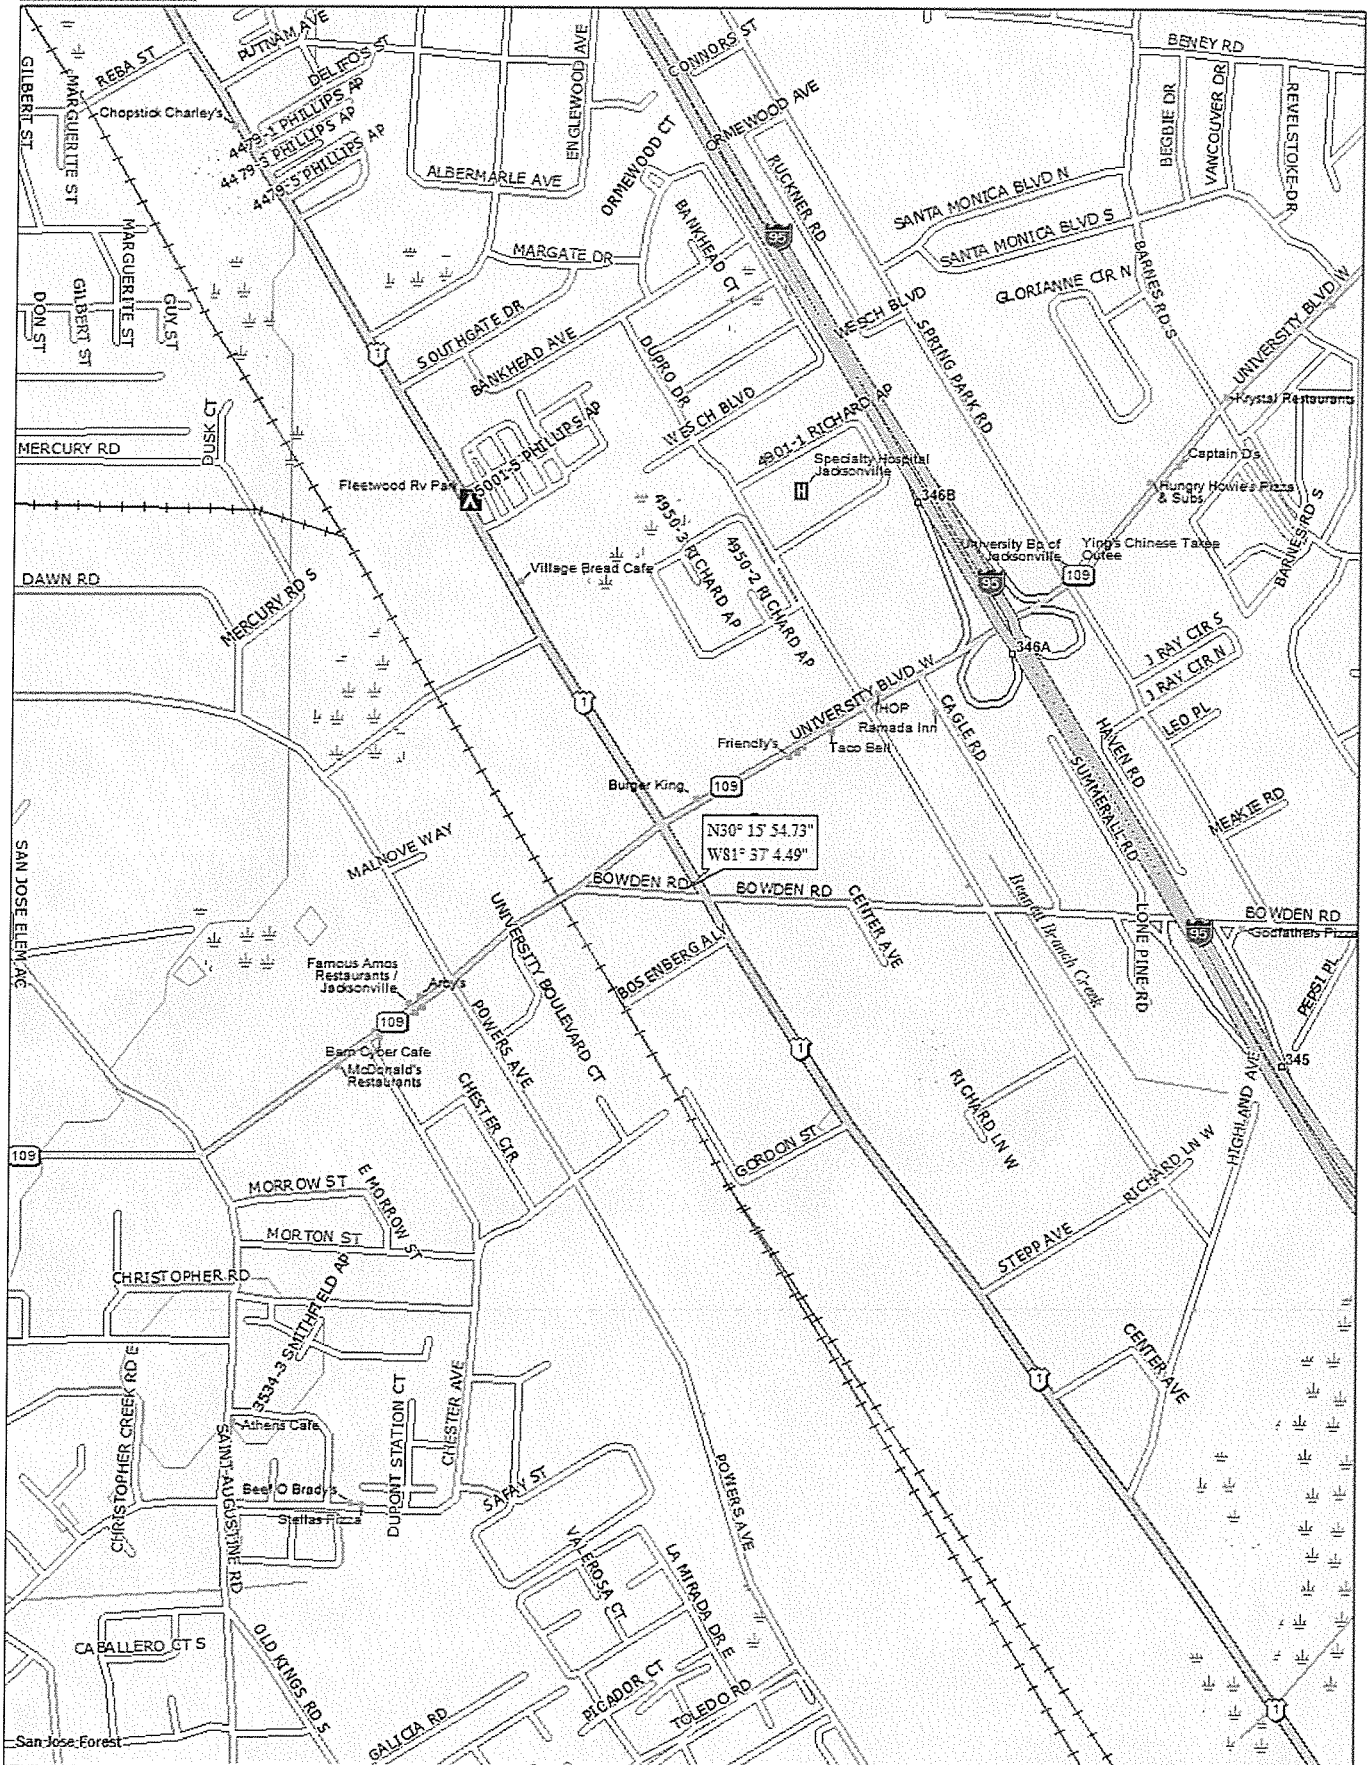 REBA ST
PUTNAM AVE
DELIFOS ST
ENGLEWOOD AVE
CONNORS ST
BENEY RD
GILBERT ST
MARGUERITE ST
Chopstick Charley's
4479-1 PHILLIPS AP
4479-S PHILLIPS AP
4479-5 PHILLIPS AP
ALBERMARLE AVE
ORMEWOOD CT
ORMEWOOD AVE
BEGBIE DR
VANCOUVER DR
REVELSTOKE DR
RUCKNER RD
SANTA MONICA BLVD N
SANTA MONICA BLVD S
MARGUERITE ST
BANKHEAD CT
95
MARGATE DR
BARNES RD S
GLORIANNE CIR N
UNIVERSITY BLVD W
DON ST
GILBERT ST
GUY ST
SOUTHGATE DR
WESCH BLVD
SPRING PARK RD
1
BANKHEAD AVE
DUPRO DR
WESCH BLVD
Krystal Restaurants
DUSK CT
MERCURY RD
5001-S PHILLIPS AP
4901-1 RICHARD AP
Specialty Hospital
Jacksonville
H
Captain D's
Fleetwood Rv Park
346B
Hungry Howie's Pizza
& Subs
4950-3 RICHARD AP
4950-2 RICHARD AP
University Bp of
Jacksonville
Ying's Chinese Takee
Outee
BARNES RD S
Village Bread Cafe
95
109
DAWN RD
MERCURY RD S
346A
J RAY CIR S
J RAY CIR N
UNIVERSITY BLVD W
1
IHOP
Ramada Inn
CAGLE RD
HAVEN RD
LEO PL
Friendly's
Taco Bell
SUMMERALL RD
Burger King
109
MEAKIE RD
N30° 15' 54.73"
W81° 37' 4.49"
MALNOVE WAY
SAN JOSE ELEM AC
BOWDEN RD
BOWDEN RD
CENTER AVE
LONE PINE RD
BOWDEN RD
95
Godfathers Pizza
UNIVERSITY BOULEVARD CT
BOSENBERG ALY
Famous Amos
Restaurants /
Jacksonville
Arby's
PEPSI PL
109
POWERS AVE
Barn Cyber Cafe
McDonald's
Restaurants
1
345
CHESTER CIR
RICHARD LN W
HIGHLAND AVE
109
GORDON ST
RICHARD LN W
MORROW ST
E MORROW ST
MORTON ST
STEPP AVE
CHRISTOPHER RD
3534-3 SMITHFIELD AP
CENTER AVE
1
CHRISTOPHER CREEK RD E
Athens Cafe
SAINT AUGUSTINE RD
DUPONT STATION CT
CHESTER AVE
POWERS AVE
Beef O Brady's
Stellas Pizza
SAFAY ST
VALEROSA CT
LA MIRADA DR E
CABALLERO CT S
OLD KINGS RD S
PICADOR CT
TOLEDO RD
GALICIA RD
San Jose Forest
1